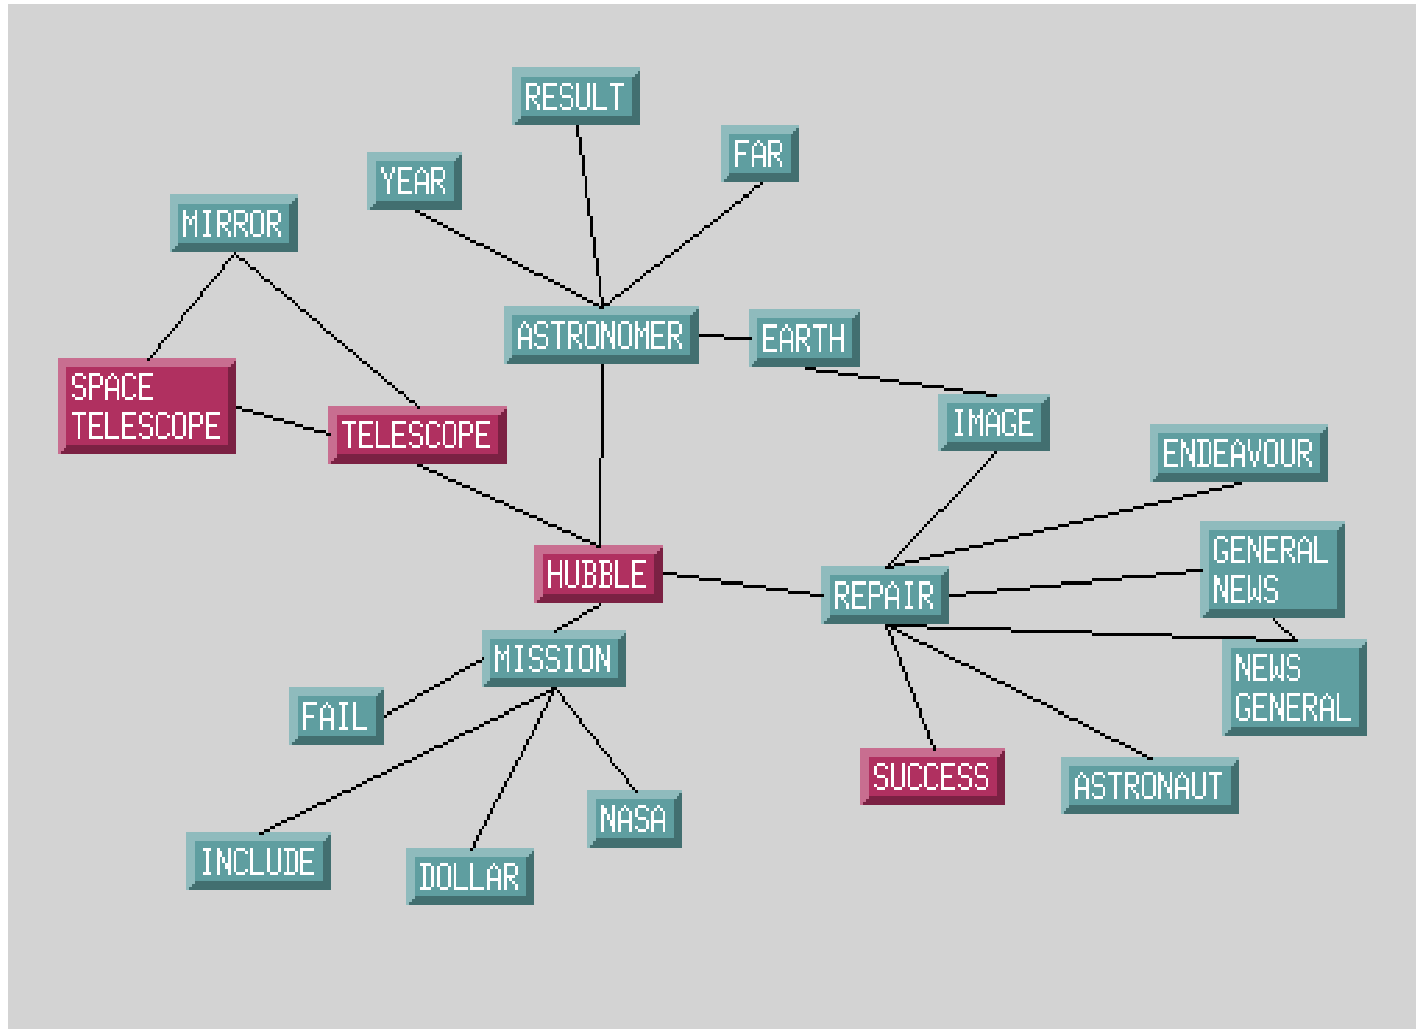 RESULT
FAR
YEAR
MIRROR
ASTRONOMER
EARTH
SPACE
TELESCOPE
TELESCOPE
IMAGE
ENDEAVOUR
GENERAL
NEWS
HUBBLE
REPAIR
MISSION
NEWS
GENERAL
FAIL
SUCCESS
ASTRONAUT
NASA
INCLUDE
DOLLAR